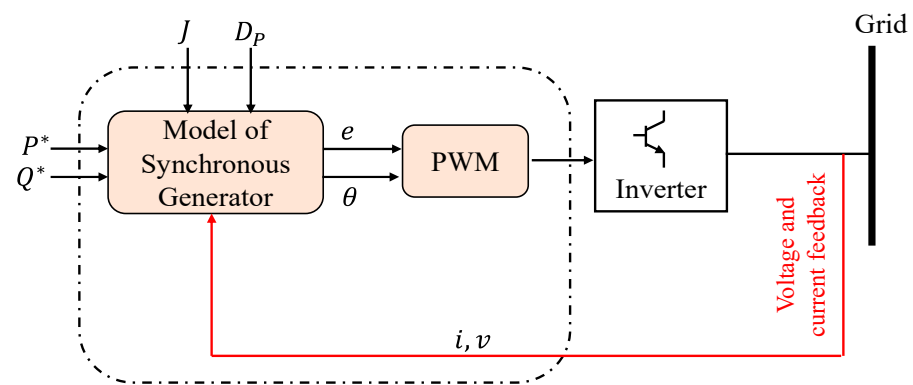 Grid
J
D_P
Model of
Synchronous
Generator
P*
Q*
e
θ
PWM
Inverter
Voltage and
current feedback
i, v